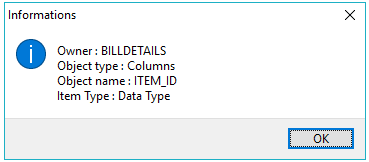 Informations
Owner : BILLDETAILS
Object type : Columns
Object name : ITEM_ID
Item Type : Data Type
OK